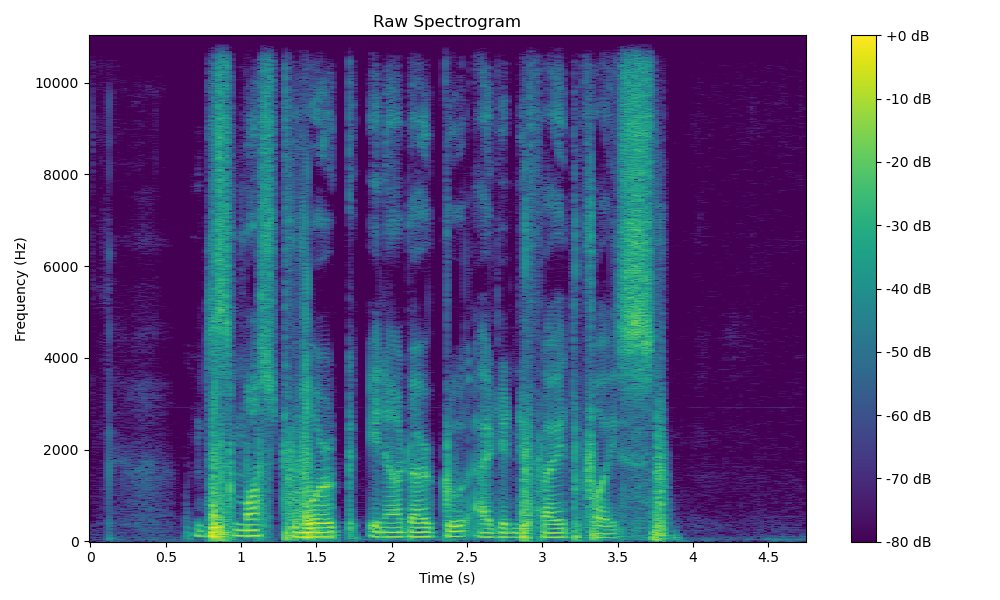 Raw Spectrogram
Frequency (Hz)
10000
8000
6000
4000
2000
0
0 0.5 1 1.5 2 2.5 3 3.5 4 4.5
Time (s)
+0 dB
-10 dB
-20 dB
-30 dB
-40 dB
-50 dB
-60 dB
-70 dB
-80 dB